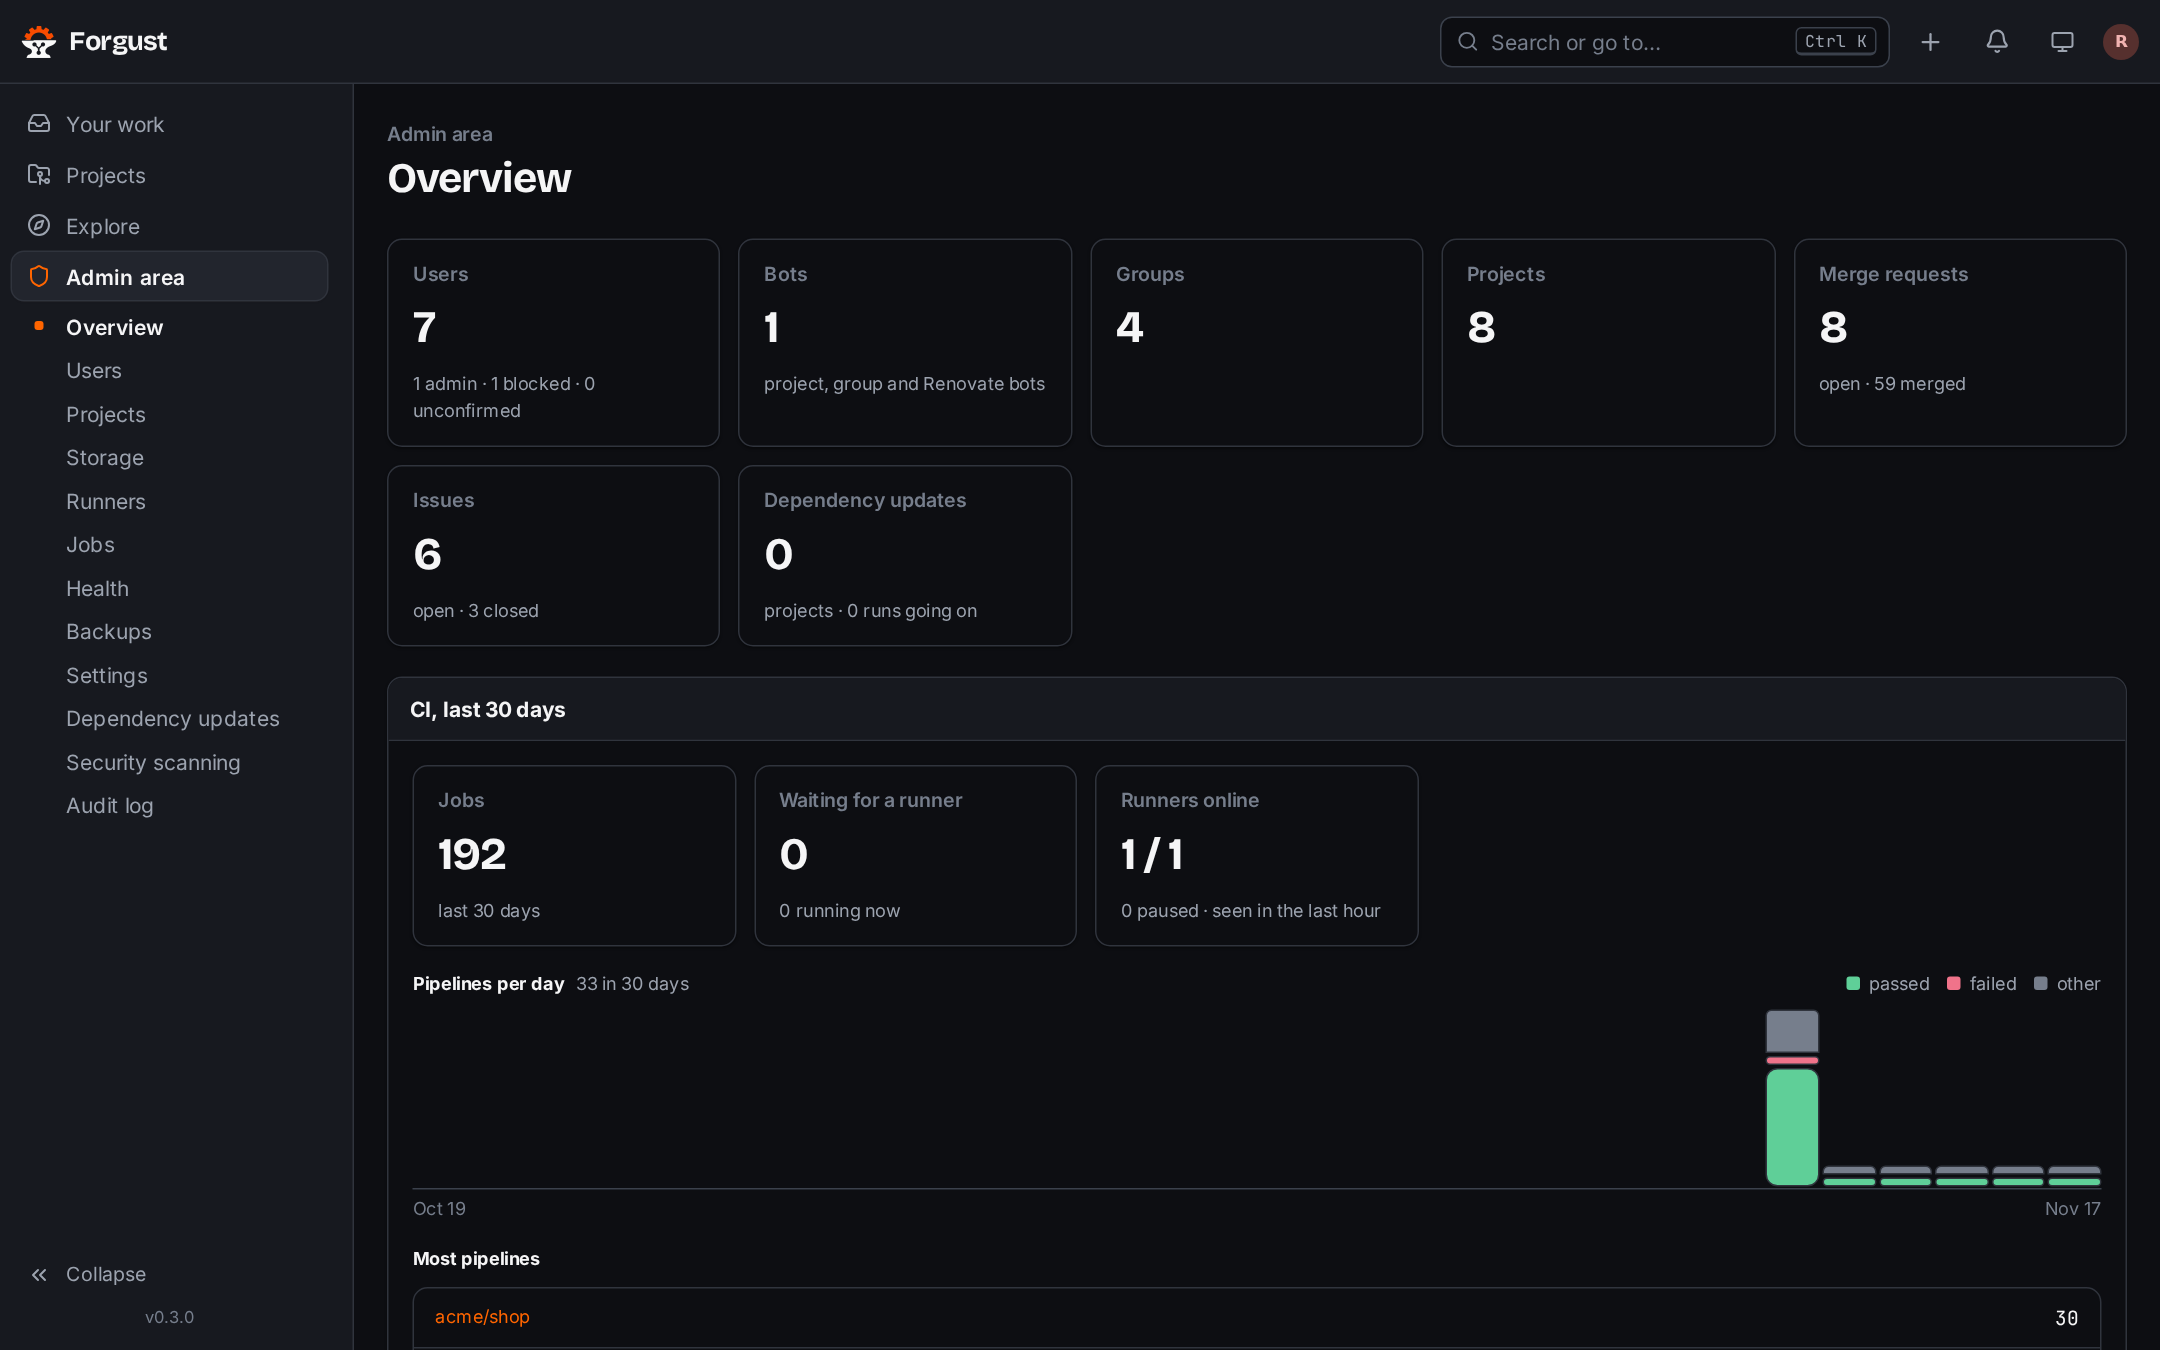 Forgust
Search or go to...
Ctrl K
R
Your work
Projects
Explore
Admin area
Overview
Users
Projects
Storage
Runners
Jobs
Health
Backups
Settings
Dependency updates
Security scanning
Audit log
Collapse
v0.3.0
Admin area
Overview
Users
7
1 admin · 1 blocked · 0
unconfirmed
Bots
1
project, group and Renovate bots
Groups
4
Projects
8
Merge requests
8
open · 59 merged
Issues
6
open · 3 closed
Dependency updates
0
projects · 0 runs going on
CI, last 30 days
Jobs
192
last 30 days
Waiting for a runner
0
0 running now
Runners online
1 / 1
0 paused · seen in the last hour
Pipelines per day 33 in 30 days
passed failed other
Oct 19
Nov 17
Most pipelines
acme/shop 30